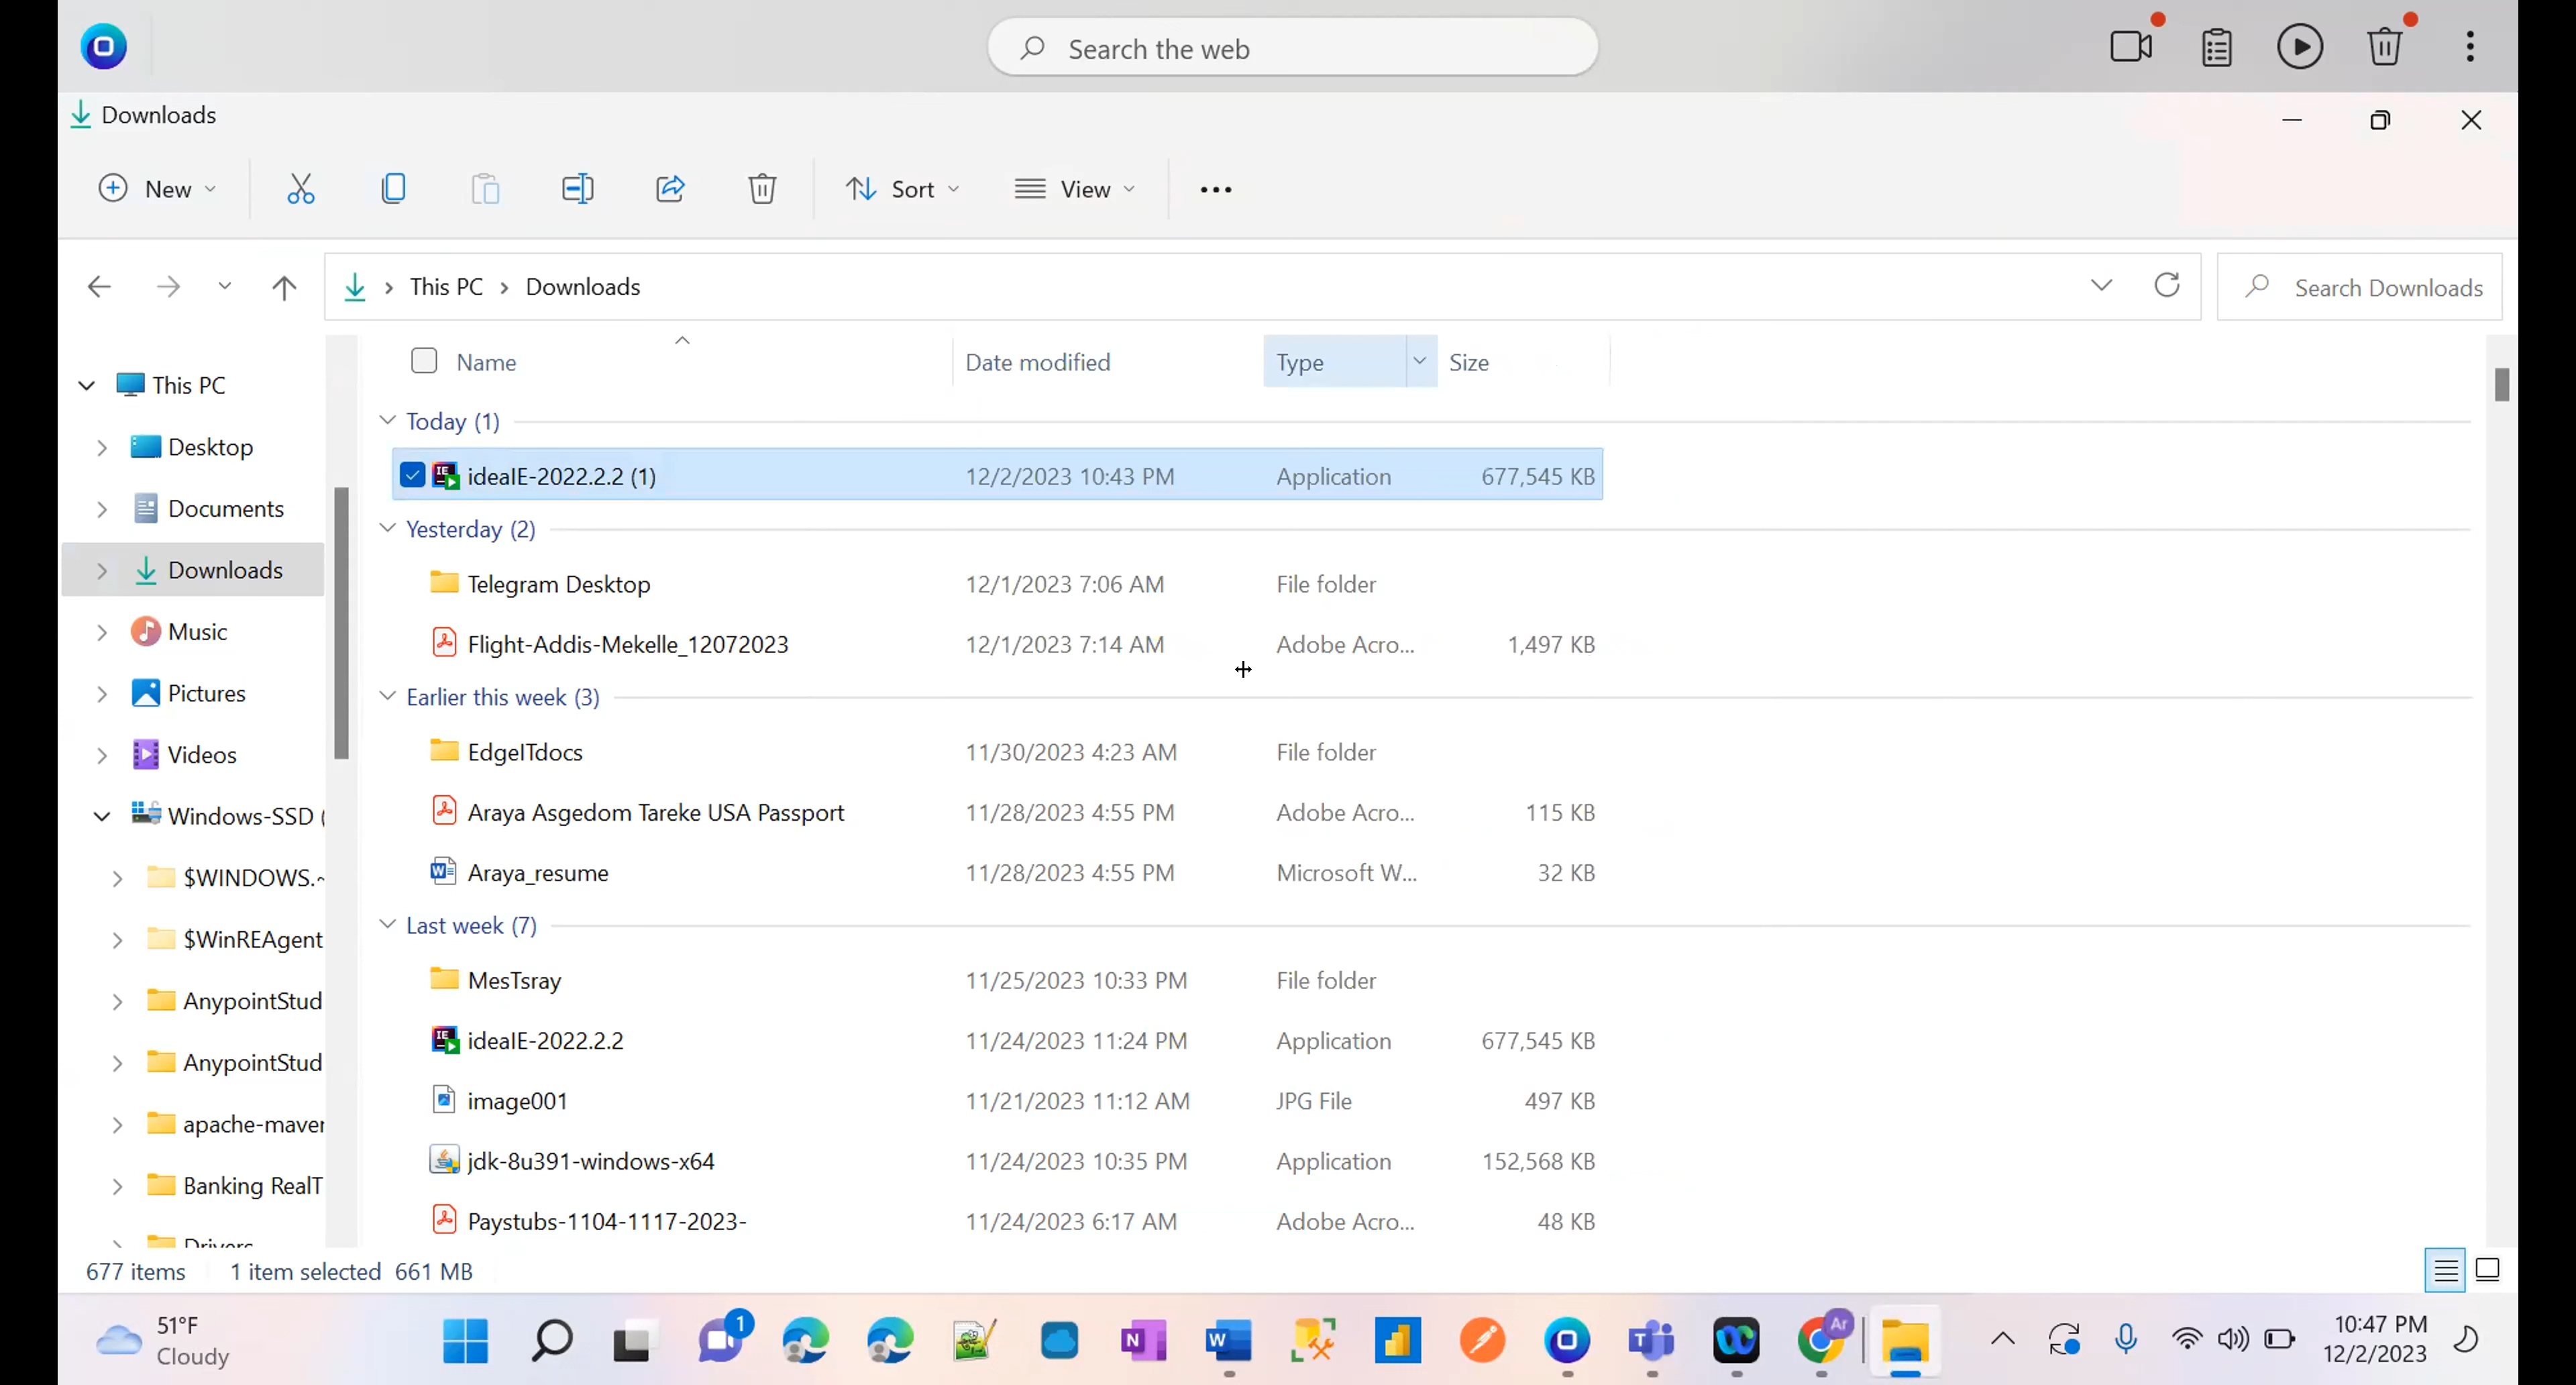 Search the web
Downloads
New
Sort
View
This PC
Downloads
Search Downloads
Name
Date modified
Type
Size
This PC
Desktop
Documents
Downloads
Music
Pictures
Videos
Windows-SSD (
$WINDOWS.~
$WinREAgent
AnypointStud
AnypointStud
apache-maven
Banking RealT
Drivers
Today (1)
ideaIE-2022.2.2 (1) 12/2/2023 10:43 PM Application 677,545 KB
Yesterday (2)
Telegram Desktop 12/1/2023 7:06 AM File folder
Flight-Addis-Mekelle_12072023 12/1/2023 7:14 AM Adobe Acro... 1,497 KB
Earlier this week (3)
EdgeITdocs 11/30/2023 4:23 AM File folder
Araya Asgedom Tareke USA Passport 11/28/2023 4:55 PM Adobe Acro... 115 KB
Araya_resume 11/28/2023 4:55 PM Microsoft W... 32 KB
Last week (7)
MesTsray 11/25/2023 10:33 PM File folder
ideaIE-2022.2.2 11/24/2023 11:24 PM Application 677,545 KB
image001 11/21/2023 11:12 AM JPG File 497 KB
jdk-8u391-windows-x64 11/24/2023 10:35 PM Application 152,568 KB
Paystubs-1104-1117-2023- 11/24/2023 6:17 AM Adobe Acro... 48 KB
677 items 1 item selected 661 MB
51°F
Cloudy
1
Ar
10:47 PM
12/2/2023